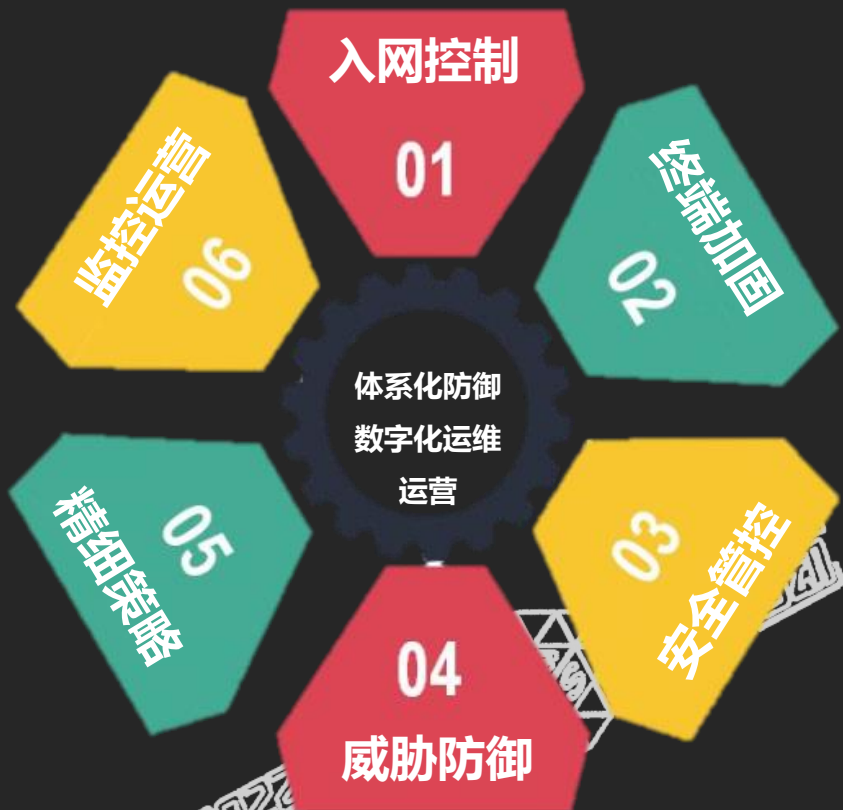 入网控制
01
终端加固
02
03
安全管控
04
威胁防御
05
精细策略
监控运营
06
体系化防御
数字化运维
运营